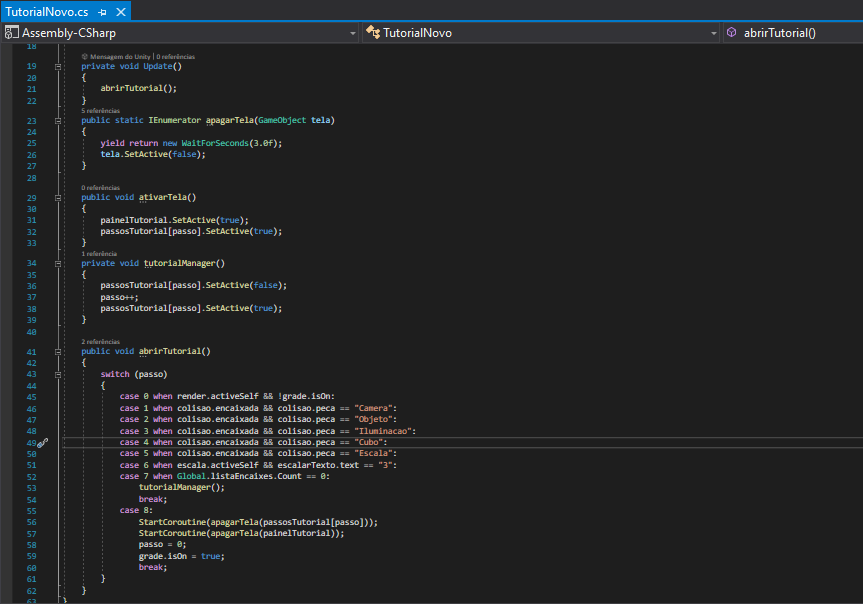 TutorialNovo.cs
Assembly-CSharp TutorialNovo abrirTutorial()
18
Mensagem do Unity | 0 referências
19 private void Update()
20 {
21 abrirTutorial();
22 }
5 referências
23 public static IEnumerator apagarTela(GameObject tela)
24 {
25 yield return new WaitForSeconds(3.0f);
26 tela.SetActive(false);
27 }
28
0 referências
29 public void ativarTela()
30 {
31 painelTutorial.SetActive(true);
32 passosTutorial[passo].SetActive(true);
33 }
1 referência
34 private void tutorialManager()
35 {
36 passosTutorial[passo].SetActive(false);
37 passo++;
38 passosTutorial[passo].SetActive(true);
39 }
40
2 referências
41 public void abrirTutorial()
42 {
43 switch (passo)
44 {
45 case 0 when render.activeSelf && !grade.isOn:
46 case 1 when colisao.encaixada && colisao.peca == "Camera":
47 case 2 when colisao.encaixada && colisao.peca == "Objeto":
48 case 3 when colisao.encaixada && colisao.peca == "Iluminacao":
49 case 4 when colisao.encaixada && colisao.peca == "Cubo":
50 case 5 when colisao.encaixada && colisao.peca == "Escala":
51 case 6 when escala.activeSelf && escalarTexto.text == "3":
52 case 7 when Global.listaEncaixes.Count == 0:
53 tutorialManager();
54 break;
55 case 8:
56 StartCoroutine(apagarTela(passosTutorial[passo]));
57 StartCoroutine(apagarTela(painelTutorial));
58 passo = 0;
59 grade.isOn = true;
60 break;
61 }
62 }
63 }